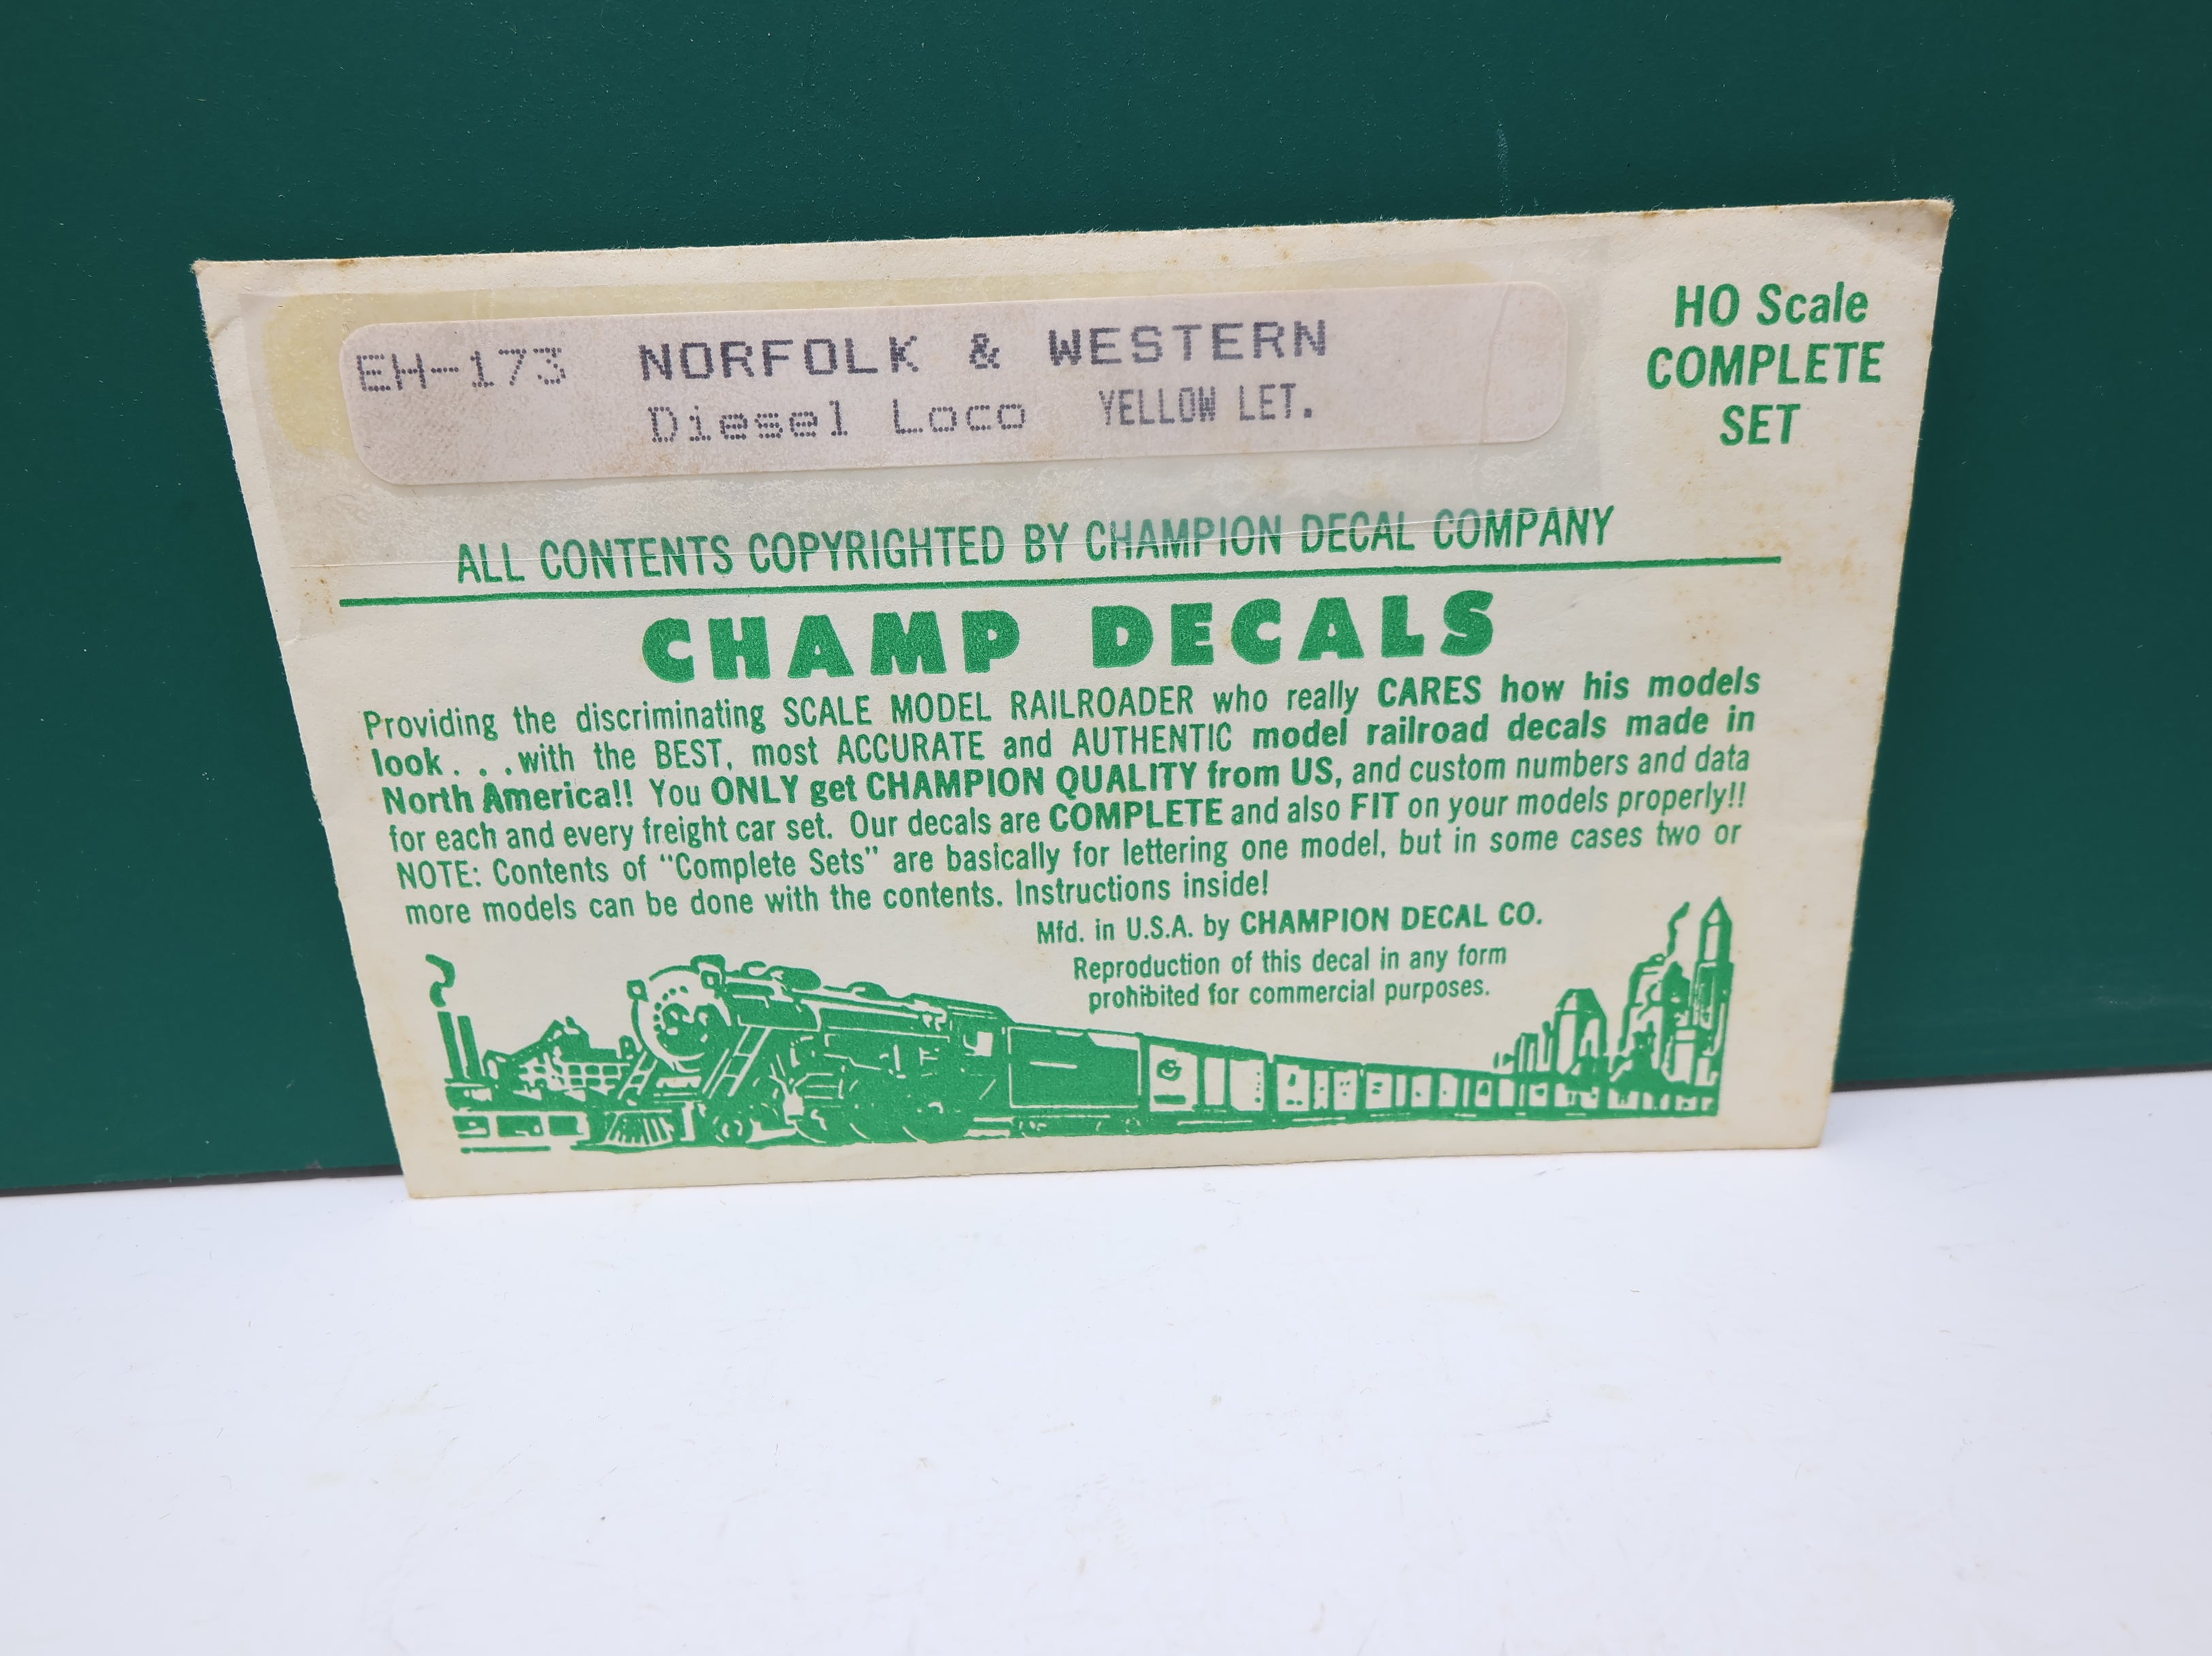 EH-173 NORFOLK & WESTERN
Diesel Loco YELLOW LET.
HO Scale
COMPLETE
SET
ALL CONTENTS COPYRIGHTED BY CHAMPION DECAL COMPANY
CHAMP DECALS
Providing the discriminating SCALE MODEL RAILROADER who really CARES how his models
look. . .with the BEST, most ACCURATE and AUTHENTIC model railroad decals made in
North America!! You ONLY get CHAMPION QUALITY from US, and custom numbers and data
for each and every freight car set. Our decals are COMPLETE and also FIT on your models properly!!
NOTE: Contents of "Complete Sets" are basically for lettering one model, but in some cases two or
more models can be done with the contents. Instructions inside!
Mfd. in U.S.A. by CHAMPION DECAL CO.
Reproduction of this decal in any form
prohibited for commercial purposes.